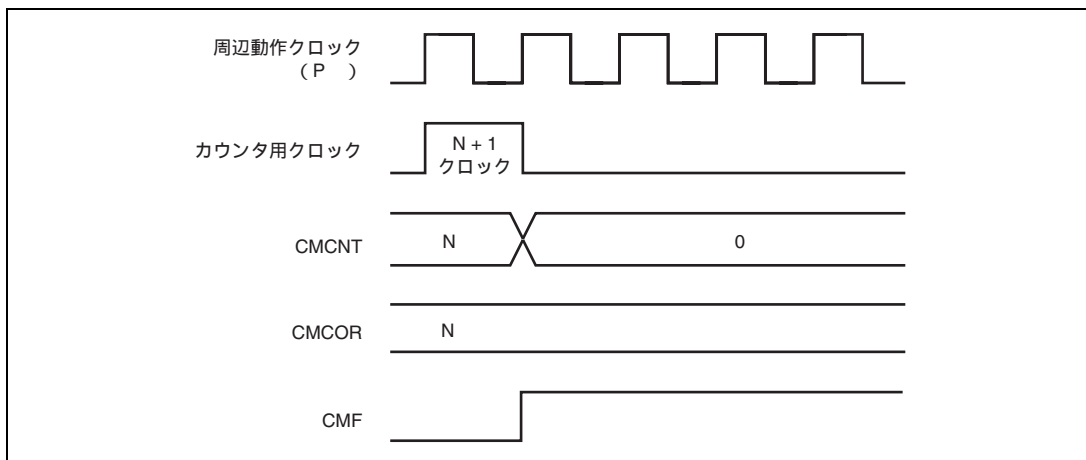 周辺動作クロック
（P　）
カウンタ用クロック
N + 1
クロック
CMCNT
N
0
CMCOR
N
CMF